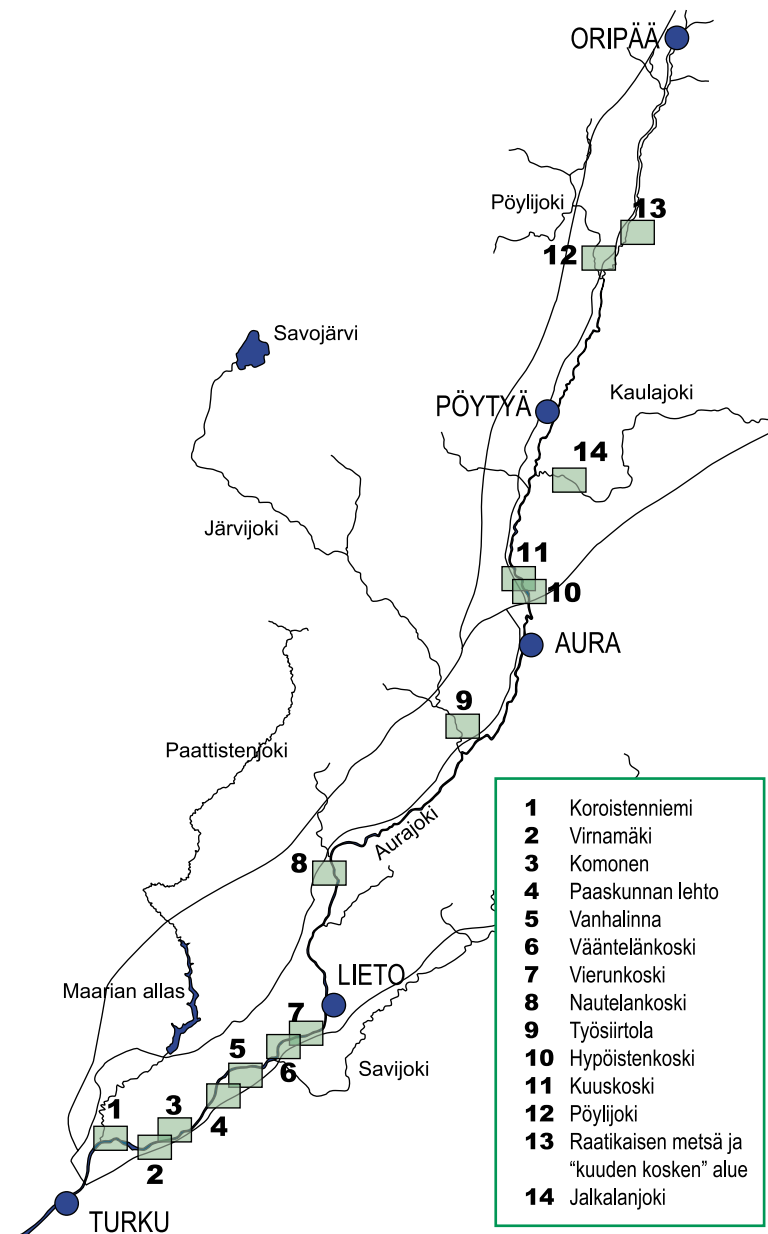 ORIPÄÄ
Pöylijoki
13
12
Savojärvi
PÖYTYÄ
Kaulajoki
14
Järvijoki
11
10
AURA
9
Paattistenjoki
Aurajoki
8
LIETO
Maarian allas
7
5
6
Savijoki
4
1
3
2
TURKU
1 Koroistenniemi
2 Virnamäki
3 Komonen
4 Paaskunnan lehto
5 Vanhalinna
6 Vääntelänkoski
7 Vierunkoski
8 Nautelankoski
9 Työsiirtola
10 Hypöistenkoski
11 Kuuskoski
12 Pöylijoki
13 Raatikaisen metsä ja
“kuuden kosken” alue
14 Jalkalanjoki